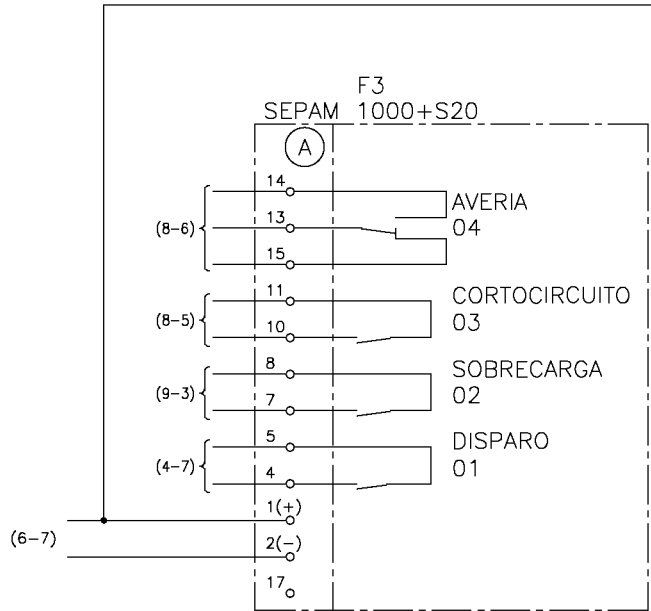 F3
SEPAM 1000+S20
A
14
AVERIA
(8-6) 13
04
15
11
CORTOCIRCUITO
(8-5)
03
10
8
SOBRECARGA
(9-3)
02
7
5
DISPARO
(4-7)
01
4
1(+)
(6-7)
2(-)
17